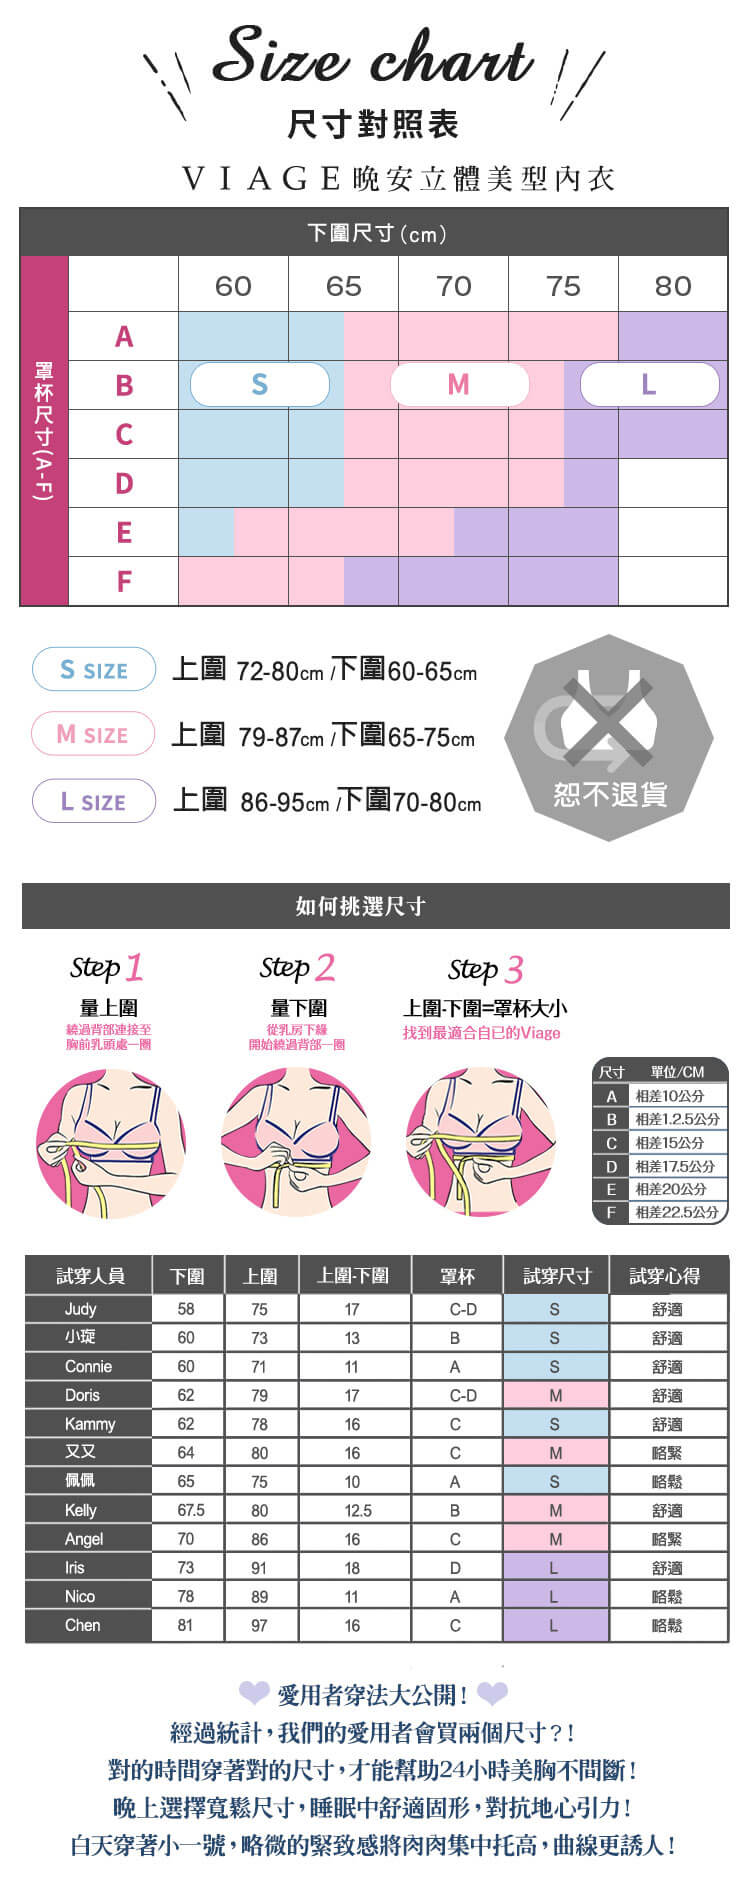 Size chart
尺寸對照表
VIAGE晚安立體美型內衣
下圍尺寸(cm)
罩杯尺寸(A-F)
60 65 70 75 80
A
B S M L
C
D
E
F
S SIZE 上圍 72-80cm /下圍60-65cm
M SIZE 上圍 79-87cm /下圍65-75cm
L SIZE 上圍 86-95cm /下圍70-80cm
恕不退貨
如何挑選尺寸
Step 1
量上圍
繞過背部連接至
胸前乳頭處一圈
Step 2
量下圍
從乳房下緣
開始繞過背部一圈
Step 3
上圍-下圍=罩杯大小
找到最適合自已的Viage
尺寸 單位/CM
A 相差10公分
B 相差1.2.5公分
C 相差15公分
D 相差17.5公分
E 相差20公分
F 相差22.5公分
試穿人員 下圍 上圍 上圍-下圍 罩杯 試穿尺寸 試穿心得
Judy 58 75 17 C-D S 舒適
小璇 60 73 13 B S 舒適
Connie 60 71 11 A S 舒適
Doris 62 79 17 C-D M 舒適
Kammy 62 78 16 C S 舒適
又又 64 80 16 C M 略緊
佩佩 65 75 10 A S 略鬆
Kelly 67.5 80 12.5 B M 舒適
Angel 70 86 16 C M 略緊
Iris 73 91 18 D L 舒適
Nico 78 89 11 A L 略鬆
Chen 81 97 16 C L 略鬆
愛用者穿法大公開!
經過統計,我們的愛用者會買兩個尺寸?!
對的時間穿著對的尺寸,才能幫助24小時美胸不間斷!
晚上選擇寬鬆尺寸,睡眠中舒適固形,對抗地心引力!
白天穿著小一號,略微的緊致感將肉肉集中托高,曲線更誘人!